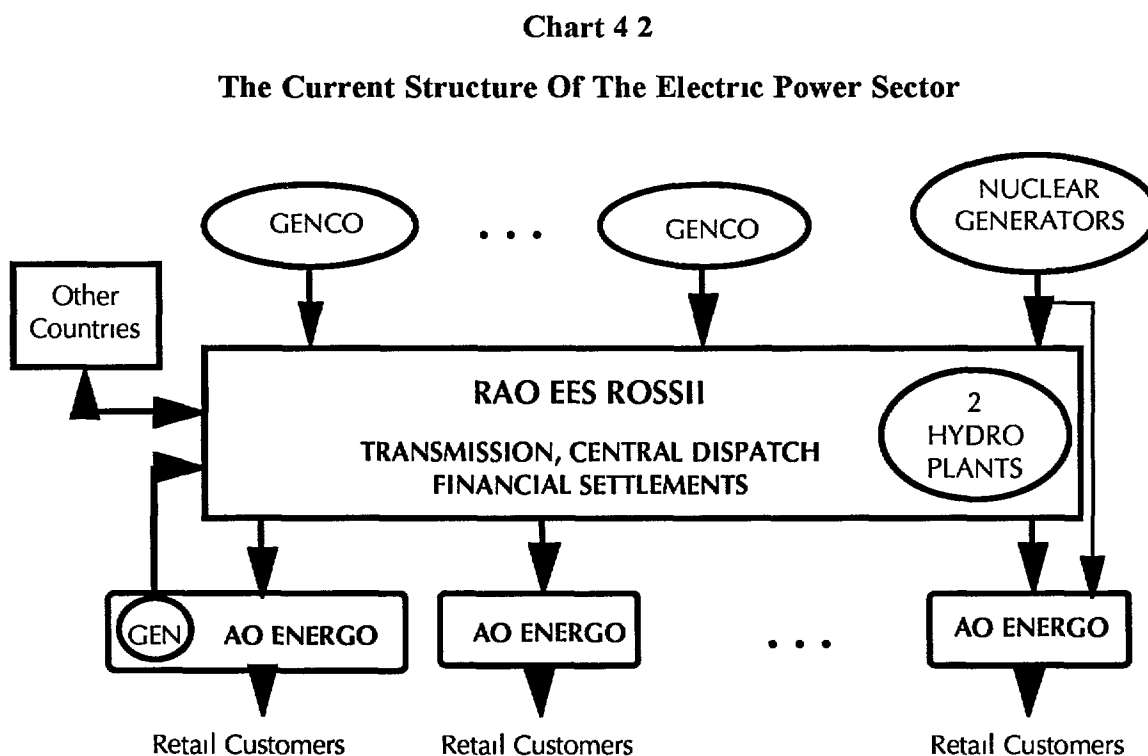 Chart 4 2
The Current Structure Of The Electric Power Sector
GENCO
. . .
GENCO
NUCLEAR
GENERATORS
Other
Countries
RAO EES ROSSII
TRANSMISSION, CENTRAL DISPATCH
FINANCIAL SETTLEMENTS
2
HYDRO
PLANTS
GEN
AO ENERGO
AO ENERGO
. . .
AO ENERGO
Retail Customers
Retail Customers
Retail Customers